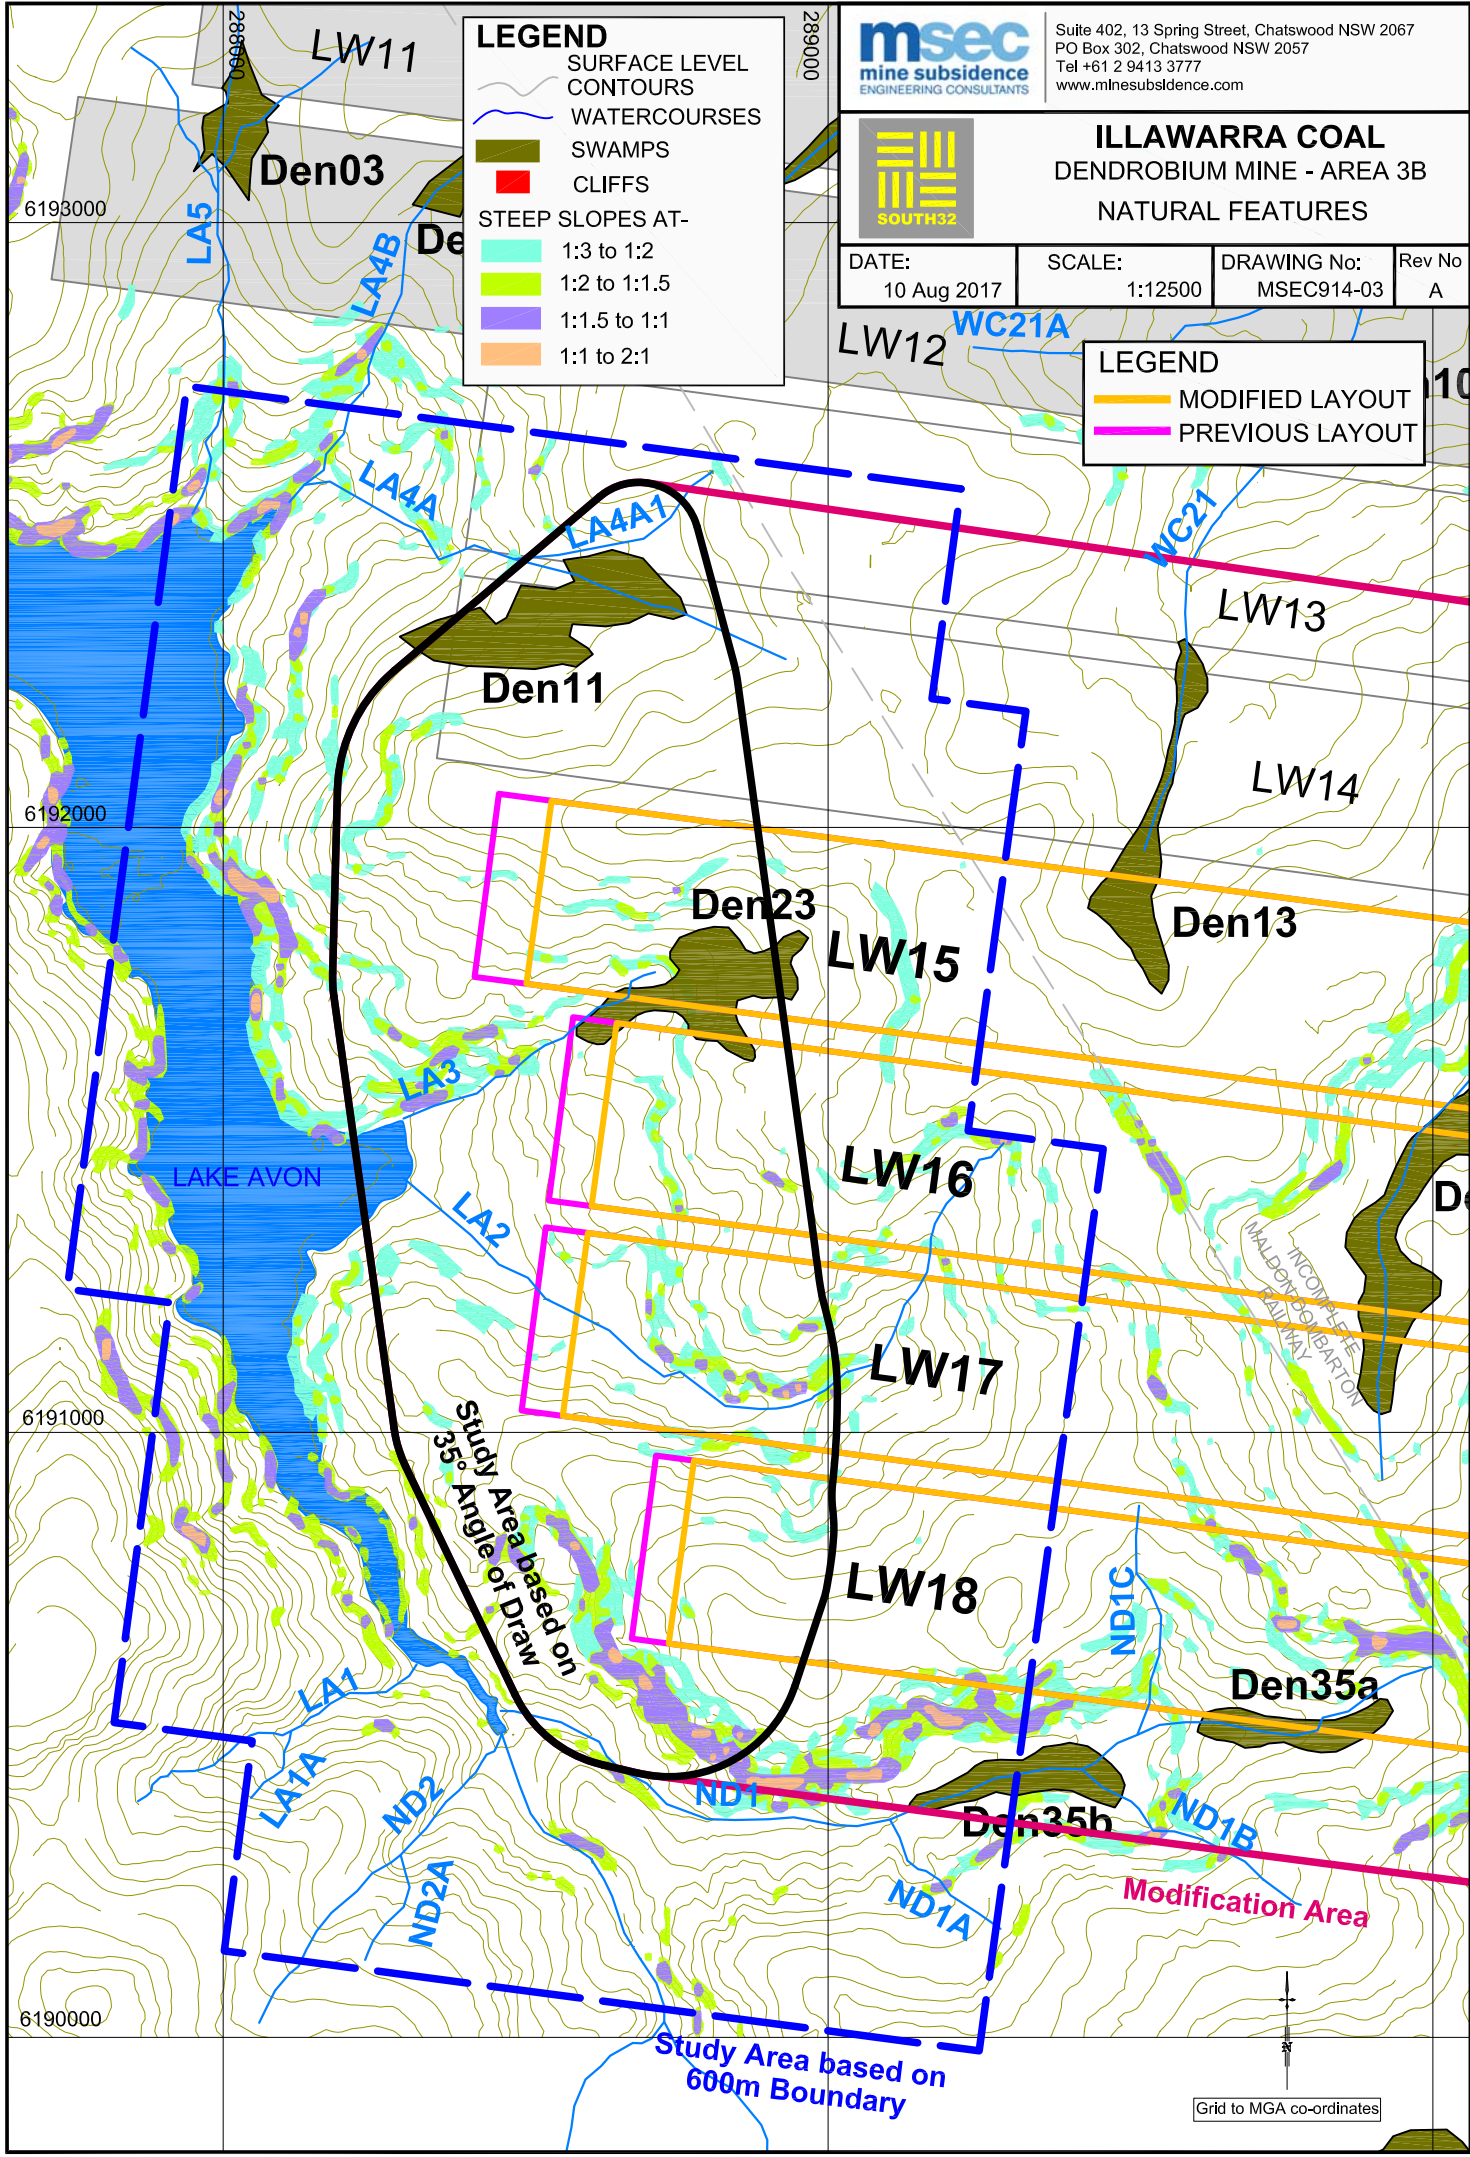 288000
LW11
LEGEND
SURFACE LEVEL
CONTOURS
WATERCOURSES
SWAMPS
CLIFFS
STEEP SLOPES AT-
1:3 to 1:2
1:2 to 1:1.5
1:1.5 to 1:1
1:1 to 2:1
289000
msec
mine subsidence
ENGINEERING CONSULTANTS
Suite 402, 13 Spring Street, Chatswood NSW 2067
PO Box 302, Chatswood NSW 2057
Tel +61 2 9413 3777
www.minesubsidence.com
SOUTH32
ILLAWARRA COAL
DENDROBIUM MINE - AREA 3B
NATURAL FEATURES
DATE:
10 Aug 2017
SCALE:
1:12500
DRAWING No:
MSEC914-03
Rev No
A
Den03
6193000
LA5
LA4B
De
LW12
WC21A
LEGEND
MODIFIED LAYOUT
PREVIOUS LAYOUT
10
LA4A
LA4A1
WC21
LW13
Den11
LW14
6192000
Den23
LW15
Den13
LA3
LAKE AVON
LA2
LW16
De
INCOMPLETE
MALDON-DOMBARTON
RAILWAY
LW17
6191000
Study Area based on
35° Angle of Draw
LW18
ND1C
Den35a
LA1
LA1A
ND2
ND1
Den35b
ND1B
ND2A
ND1A
Modification Area
6190000
Study Area based on
600m Boundary
N
Grid to MGA co-ordinates